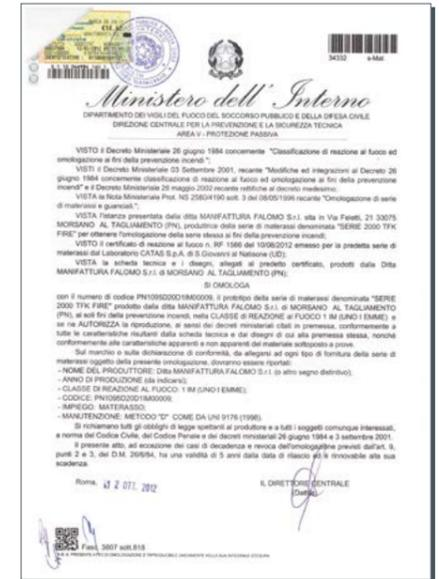 34332 e-Mat.
Ministero dell'Interno
DIPARTIMENTO DEI VIGILI DEL FUOCO DEL SOCCORSO PUBBLICO E DELLA DIFESA CIVILE
DIREZIONE CENTRALE PER LA PREVENZIONE E LA SICUREZZA TECNICA
AREA V - PROTEZIONE PASSIVA
VISTO il Decreto Ministeriale 26 giugno 1984 concernente "Classificazione di reazione al fuoco ed
omologazione ai fini della prevenzione incendi.";
VISTI il Decreto Ministeriale 03 Settembre 2001, recante "Modifiche ed integrazioni al Decreto 26
giugno 1984 concernente classificazione di reazione al fuoco ed omologazione ai fini della prevenzione
incendi" e il Decreto Ministeriale 28 maggio 2002 recante rettifiche al decreto medesimo;
VISTA la Nota Ministeriale Prot. NS 2580/4190 sott. 3 del 08/05/1996 recante "Omologazione di serie
di materassi e guanciali.";
VISTA l'istanza presentata dalla ditta MANIFATTURA FALOMO S.r.l. sita in Via Faletti, 21 33075
MORSANO AL TAGLIAMENTO (PN), produttrice della serie di materassi denominata "SERIE 2000 TFK
FIRE" per ottenere l'omologazione della serie stessa ai fini della prevenzione incendi;
VISTO il certificato di reazione al fuoco n. RF 1566 del 10/08/2012 emesso per la predetta serie di
materassi dal Laboratorio CATAS S.p.A. di S.Giovanni al Natisone (UD);
VISTA la scheda tecnica e i disegni, allegati al predetto certificato, prodotti dalla Ditta
MANIFATTURA FALOMO S.r.l. di MORSANO AL TAGLIAMENTO (PN);
SI OMOLOGA
con il numero di codice PN1095D20D1IM00009, il prototipo della serie di materassi denominata "SERIE
2000 TFK FIRE" prodotto dalla ditta MANIFATTURA FALOMO S.r.l. di MORSANO AL TAGLIAMENTO
(PN), ai soli fini della prevenzione incendi, nella CLASSE di REAZIONE al FUOCO 1 IM (UNO I EMME) e
se ne AUTORIZZA la riproduzione, ai sensi dei decreti ministeriali citati in premessa, conformemente a
tutte le caratteristiche risultanti dalla scheda tecnica e dai disegni di cui alla premessa stessa, nonché
conformemente alle caratteristiche apparenti e non apparenti del materiale sottoposto a prove.
Sul marchio e sulla dichiarazione di conformità, da allegarsi ad ogni tipo di fornitura della serie di
materassi oggetto della presente omologazione, dovranno essere riportati:
- NOME DEL PRODUTTORE: Ditta MANIFATTURA FALOMO S.r.l. (o altro segno distintivo);
- ANNO DI PRODUZIONE (da indicarsi);
- CLASSE DI REAZIONE AL FUOCO: 1 IM (UNO I EMME);
- CODICE: PN1095D20D1IM00009;
- IMPIEGO: MATERASSO;
- MANUTENZIONE: METODO "D" COME DA UNI 9176 (1998).
Si richiamano tutti gli obblighi di legge spettanti al produttore e a tutti i soggetti comunque interessati,
a norma del Codice Civile, del Codice Penale e dei decreti ministeriali 26 giugno 1984 e 3 settembre 2001.
Il presente atto, ad eccezione dei casi di decadenza e revoca dell'omologazione previsti dall'art. 9,
punti 2 e 3, del D.M. 26/6/84, ha una validità di 5 anni dalla data di rilascio ed è rinnovabile alla sua
scadenza.
Roma, 2 OTT. 2012
IL DIRETTORE CENTRALE
Fasc. 3807 sott.818